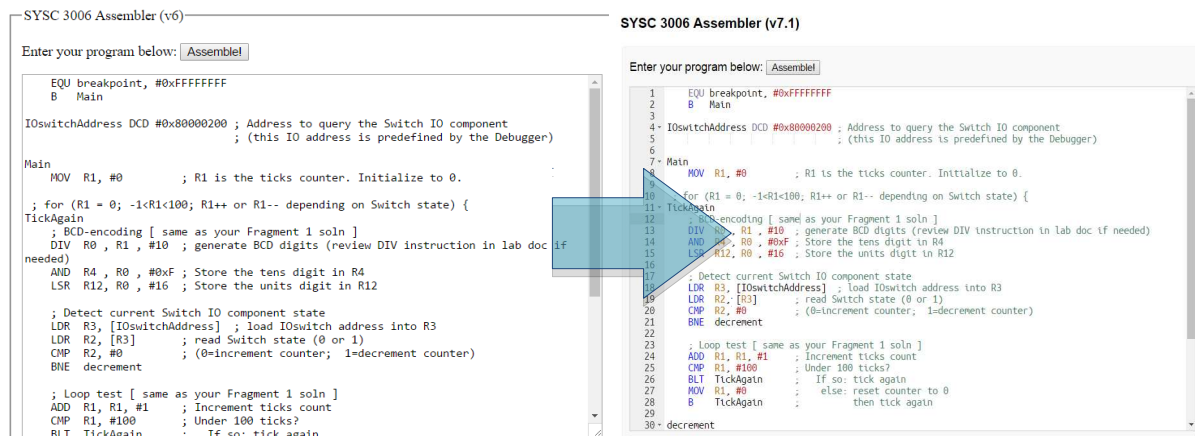 SYSC 3006 Assembler (v6)
Enter your program below: Assemble!
EQU breakpoint, #0xFFFFFFFF
B Main
IOswitchAddress DCD #0x80000200 ; Address to query the Switch IO component
; (this IO address is predefined by the Debugger)
Main
MOV R1, #0 ; R1 is the ticks counter. Initialize to 0.
; for (R1 = 0; -1<R1<100; R1++ or R1-- depending on Switch state) {
TickAgain
; BCD-encoding [ same as your Fragment 1 soln ]
DIV R0 , R1 , #10 ; generate BCD digits (review DIV instruction in lab doc if
needed)
AND R4 , R0 , #0xF ; Store the tens digit in R4
LSR R12, R0 , #16 ; Store the units digit in R12
; Detect current Switch IO component state
LDR R3, [IOswitchAddress] ; load IOswitch address into R3
LDR R2, [R3] ; read Switch state (0 or 1)
CMP R2, #0 ; (0=increment counter; 1=decrement counter)
BNE decrement
; Loop test [ same as your Fragment 1 soln ]
ADD R1, R1, #1 ; Increment ticks count
CMP R1, #100 ; Under 100 ticks?
BLT TickAgain ; If so: tick again
SYSC 3006 Assembler (v7.1)
Enter your program below: Assemble!
1 EQU breakpoint, #0xFFFFFFFF
2 B Main
3
4 IOswitchAddress DCD #0x80000200 ; Address to query the Switch IO component
5 ; (this IO address is predefined by the Debugger)
6
7 Main
8 MOV R1, #0 ; R1 is the ticks counter. Initialize to 0.
9
10 for (R1 = 0; -1<R1<100; R1++ or R1-- depending on Switch state) {
11 TickAgain
12 ; BCD-encoding [ same as your Fragment 1 soln ]
13 DIV R0 , R1 , #10 ; generate BCD digits (review DIV instruction in lab doc if needed)
14 AND R4 , R0 , #0xF ; Store the tens digit in R4
15 LSR R12, R0 , #16 ; Store the units digit in R12
16
17 ; Detect current Switch IO component state
18 LDR R3, [IOswitchAddress] ; load IOswitch address into R3
19 LDR R2, [R3] ; read Switch state (0 or 1)
20 CMP R2, #0 ; (0=increment counter; 1=decrement counter)
21 BNE decrement
22
23 ; Loop test [ same as your Fragment 1 soln ]
24 ADD R1, R1, #1 ; Increment ticks count
25 CMP R1, #100 ; Under 100 ticks?
26 BLT TickAgain ; If so: tick again
27 MOV R1, #0 ; else: reset counter to 0
28 B TickAgain ; then tick again
29
30 decrement